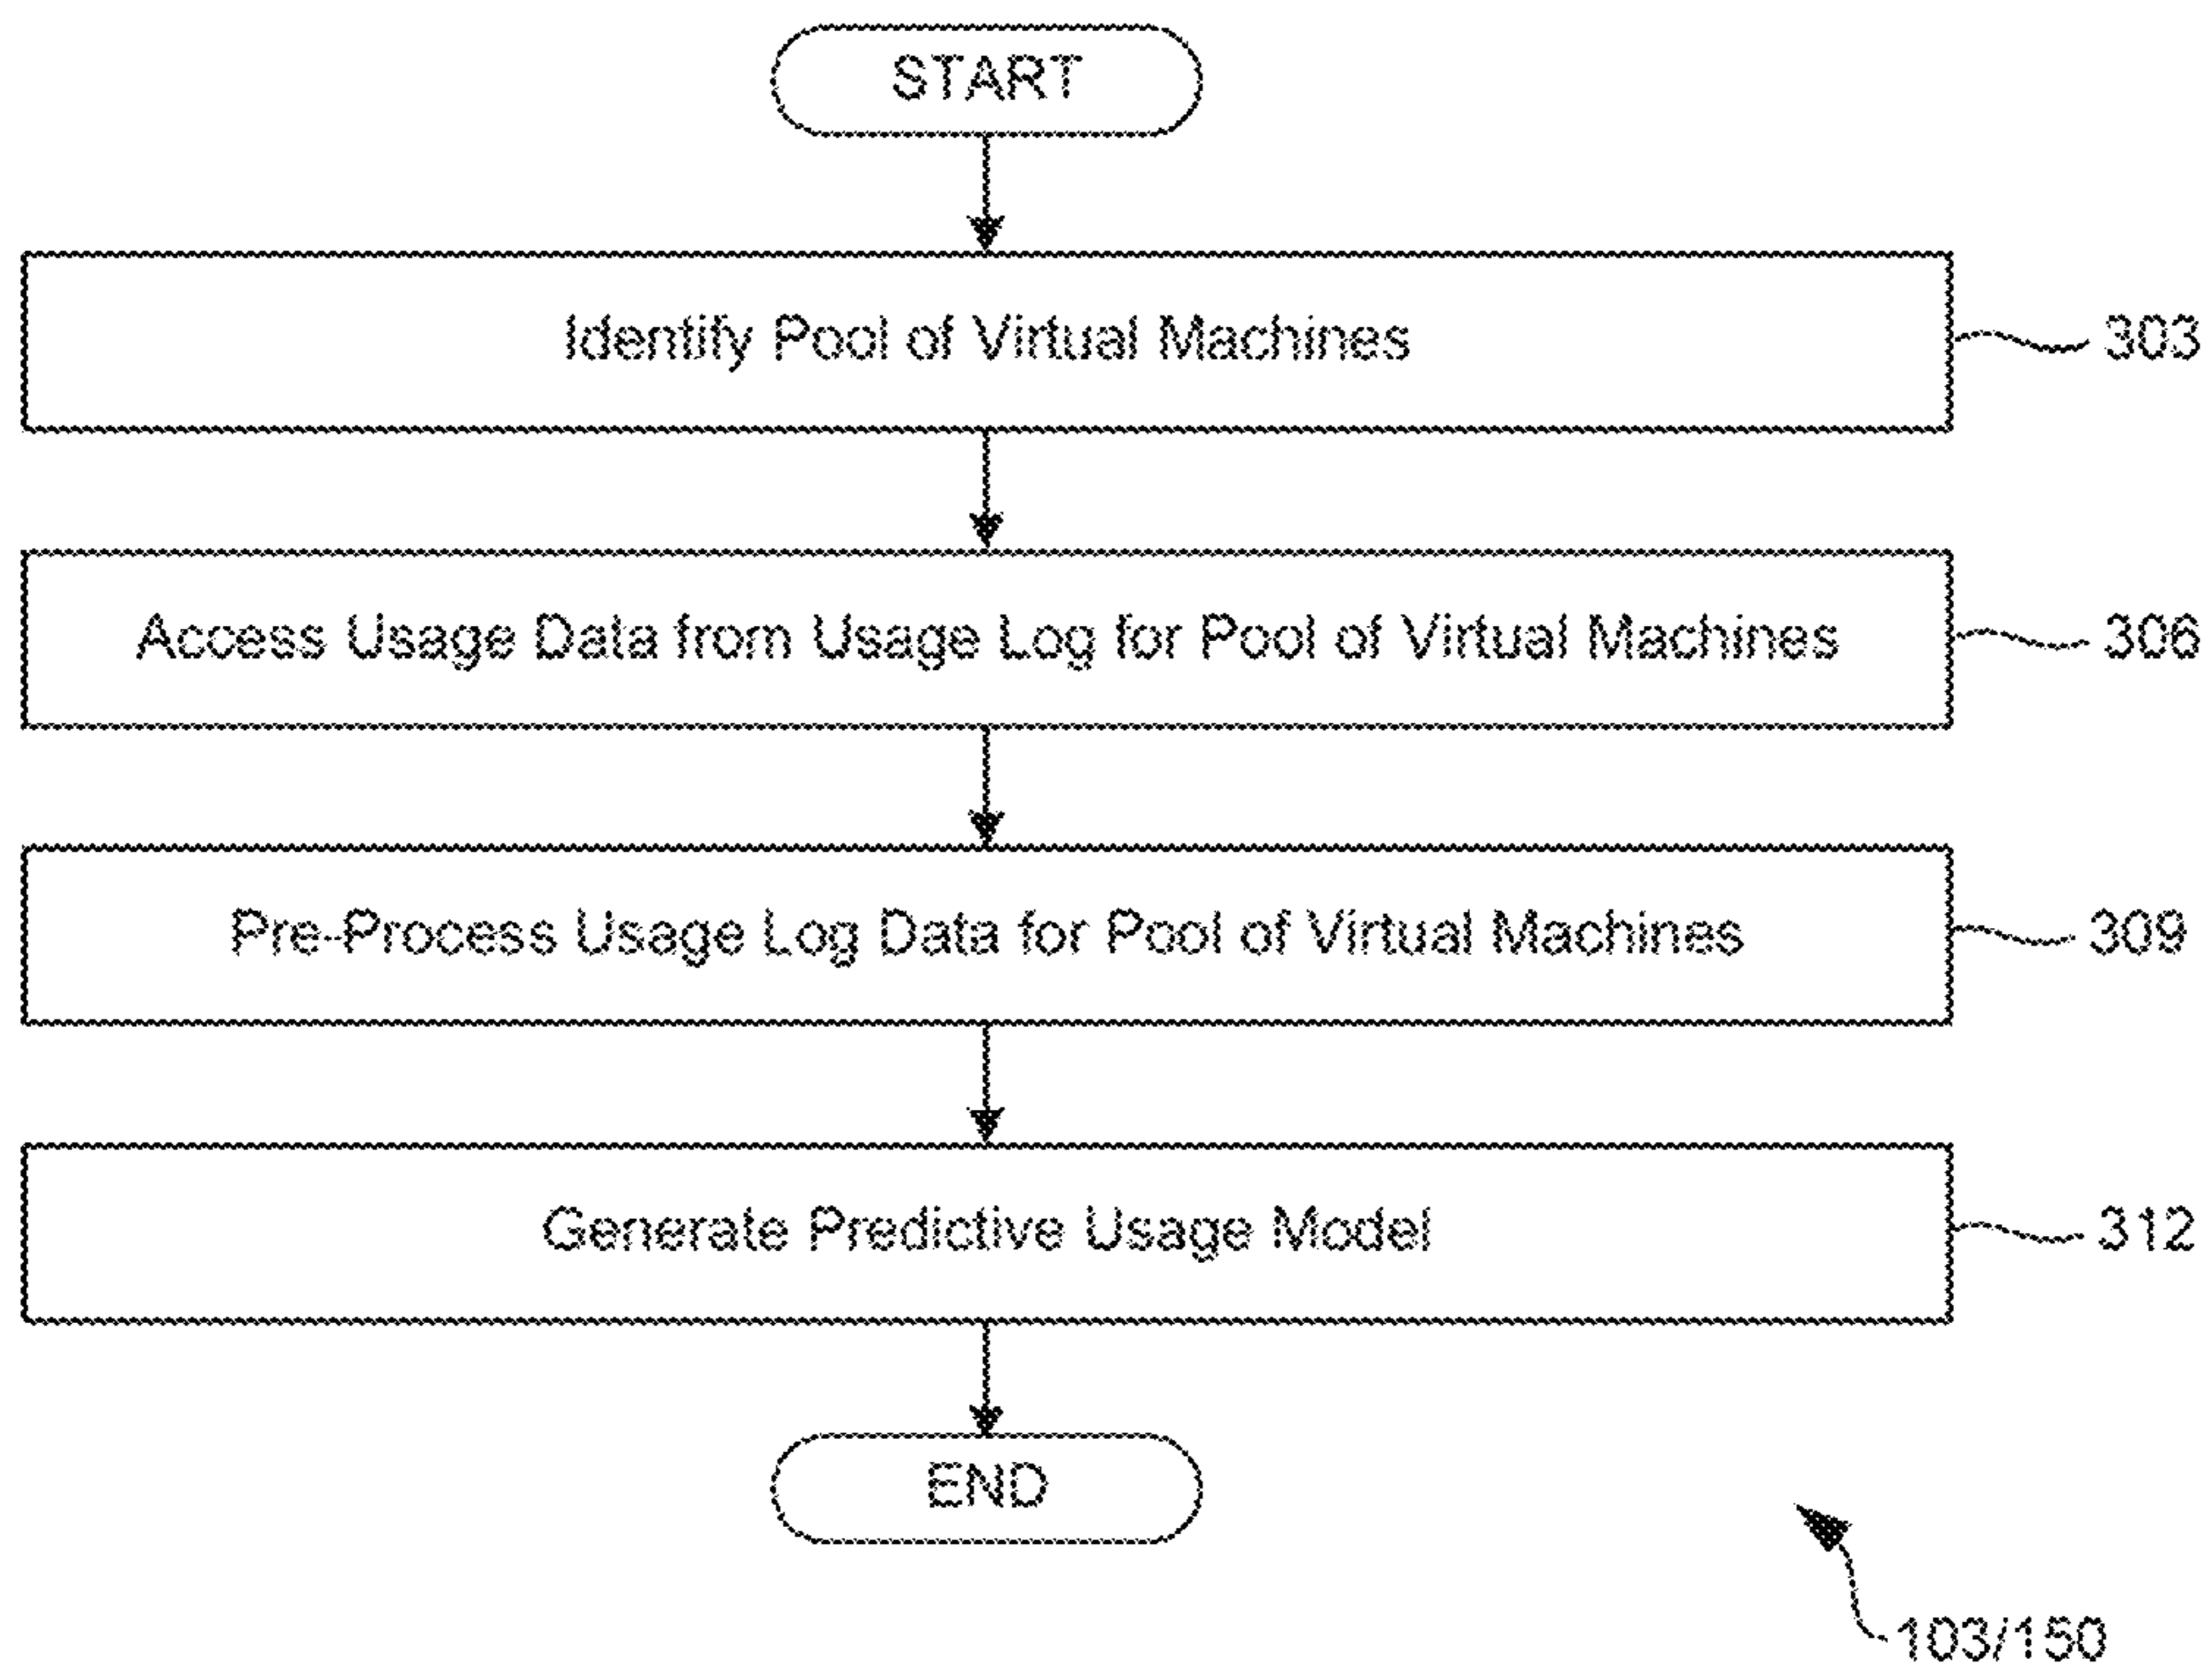 START
Identify Pool of Virtual Machines
303
Access Usage Data from Usage Log for Pool of Virtual Machines
306
Pre-Process Usage Log Data for Pool of Virtual Machines
309
Generate Predictive Usage Model
312
END
103/150